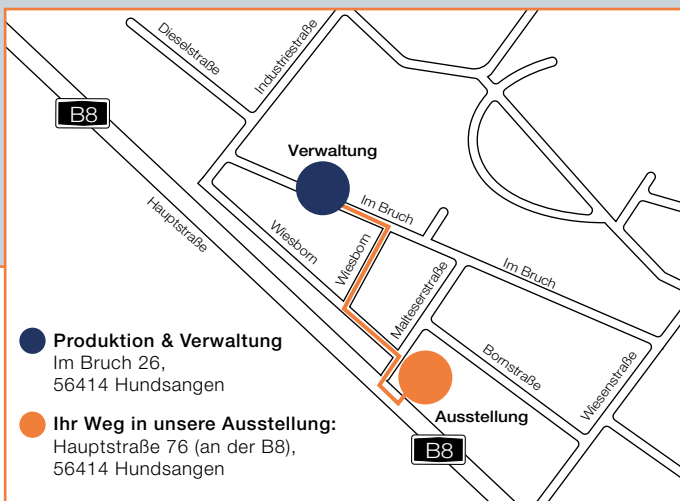 Dieselstraße
Industriestraße
B8
Verwaltung
Hauptstraße
Im Bruch
Wiesborn
Wiesborn
Malteserstraße
Im Bruch
Bornstraße
Wiesenstraße
Produktion & Verwaltung
Im Bruch 26,
56414 Hundsangen
Ausstellung
Ihr Weg in unsere Ausstellung:
Hauptstraße 76 (an der B8),
56414 Hundsangen
B8